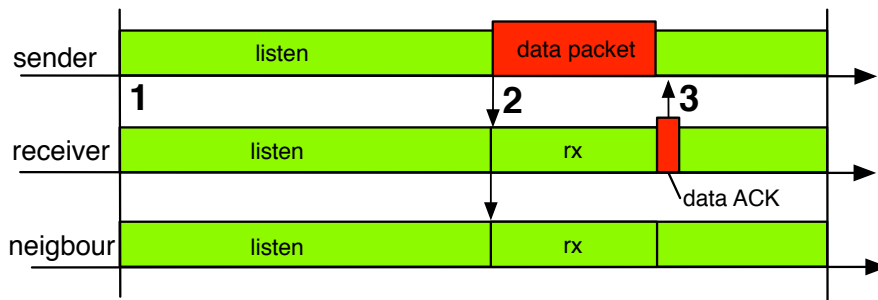 sender
listen
data packet
1
2
3
receiver
listen
rx
data ACK
neigbour
listen
rx